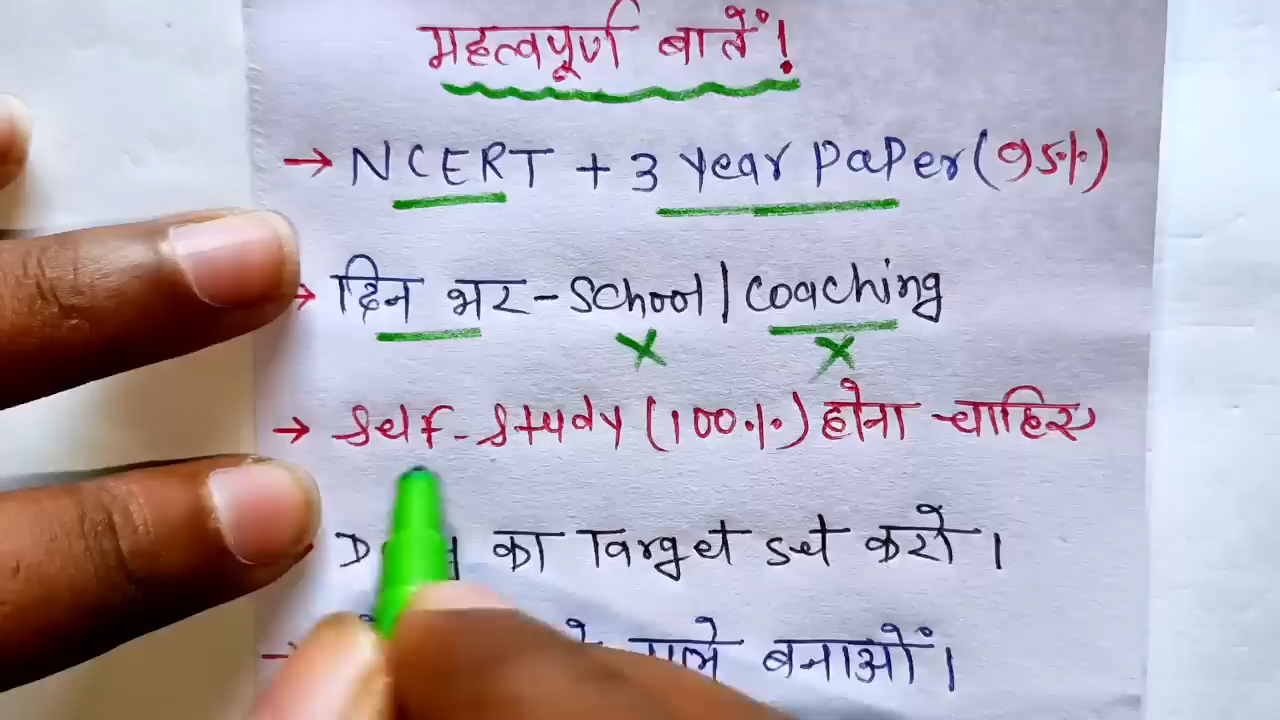 महत्वपूर्ण बातें!
→ NCERT + 3 Year Paper (95%)
→ दिन भर - School | Coaching
x x
→ Self-Study (100%) होना चाहिए
का Target Set करो।
→ बनाओं।